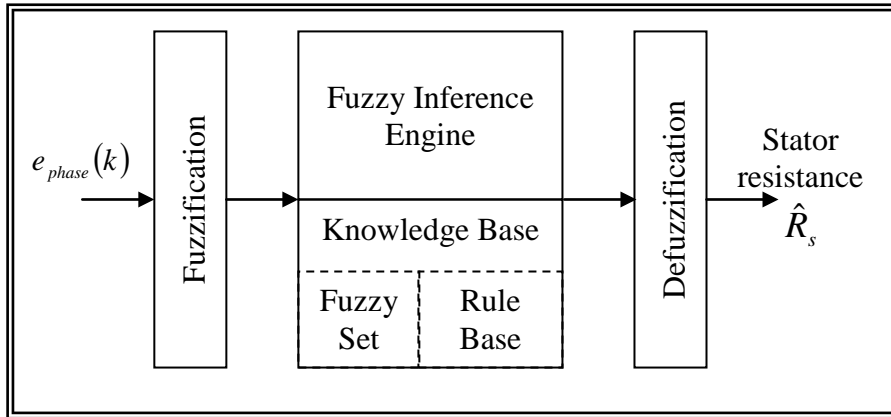 e_phase(k)
Fuzzification
Fuzzy Inference
Engine
Knowledge Base
Fuzzy
Set
Rule
Base
Defuzzification
Stator
resistance
R̂_s